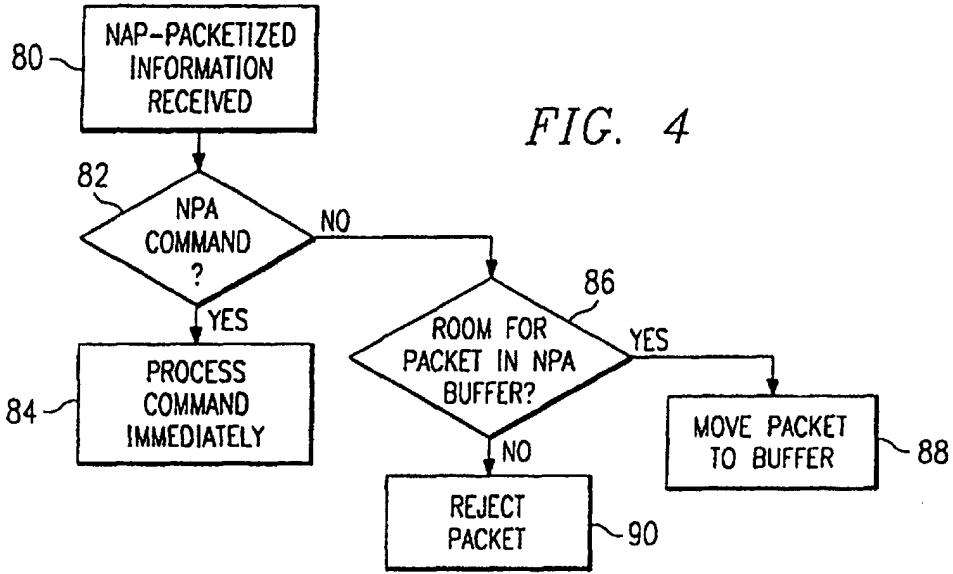 80
NAP-PACKETIZED
INFORMATION
RECEIVED
FIG. 4
82
NPA
COMMAND
?
NO
YES
84
PROCESS
COMMAND
IMMEDIATELY
86
ROOM FOR
PACKET IN NPA
BUFFER?
YES
NO
MOVE PACKET
TO BUFFER
88
REJECT
PACKET
90